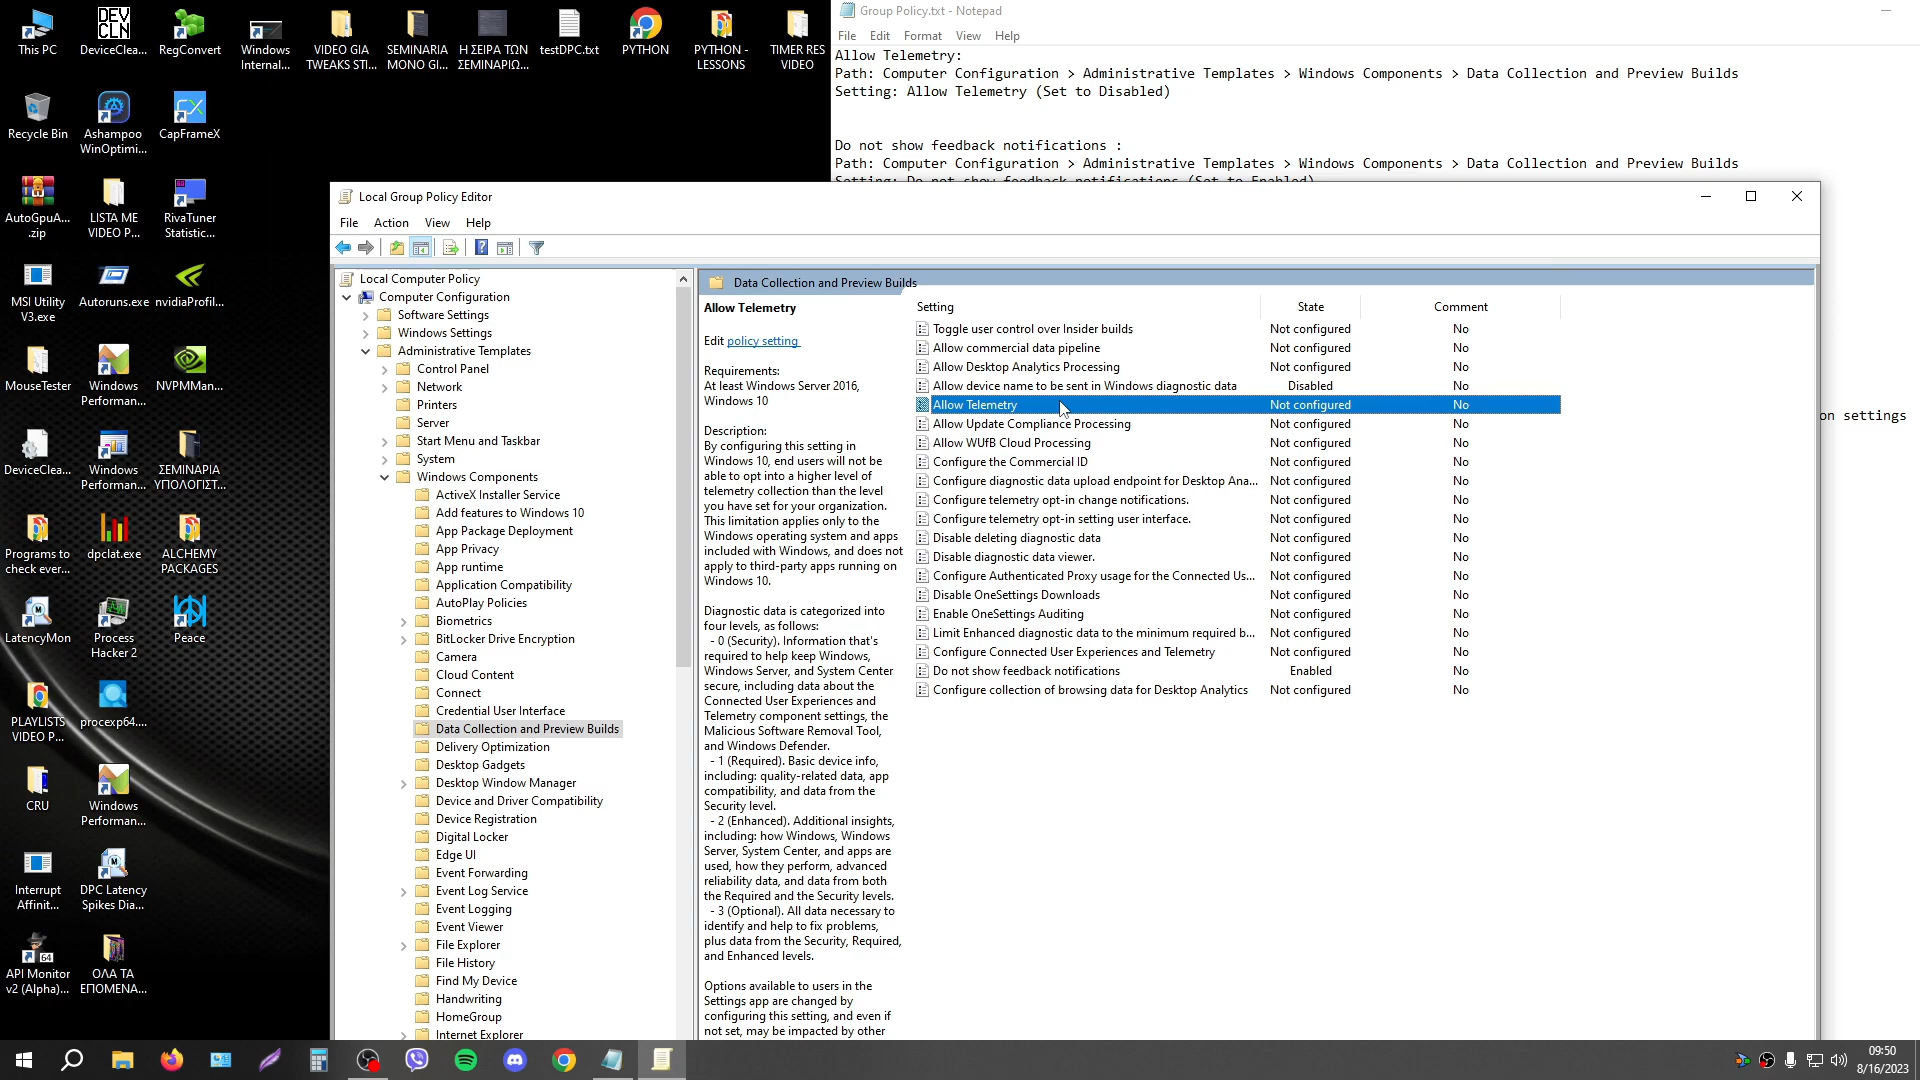 This PC
DeviceClea...
RegConvert
Windows
Internal...
VIDEO GIA
TWEAKS STI...
SEMINARIA
MONO GI...
Η ΣΕΙΡΑ ΤΩΝ
ΣΕΜΙΝΑΡΙΩ...
testDPC.txt
PYTHON
PYTHON -
LESSONS
TIMER RES
VIDEO
Recycle Bin
Ashampoo
WinOptimi...
CapFrameX
AutoGpuA...
.zip
LISTA ME
VIDEO P...
RivaTuner
Statistic...
MSI Utility
V3.exe
Autoruns.exe
nvidiaProfil...
MouseTester
Windows
Performan...
NVPMMan...
DeviceClea...
Windows
Performan...
ΣΕΜΙΝΑΡΙΑ
ΥΠΟΛΟΓΙΣΤ...
Programs to
check ever...
dpclat.exe
ALCHEMY
PACKAGES
LatencyMon
Process
Hacker 2
Peace
PLAYLISTS
VIDEO P...
procexp64....
CRU
Windows
Performan...
Interrupt
Affinit...
DPC Latency
Spikes Dia...
API Monitor
v2 (Alpha)...
ΟΛΑ ΤΑ
ΕΠΟΜΕΝΑ...
DEV
CLN
64
Group Policy.txt - Notepad
File Edit Format View Help
Allow Telemetry:
Path: Computer Configuration > Administrative Templates > Windows Components > Data Collection and Preview Builds
Setting: Allow Telemetry (Set to Disabled)
Do not show feedback notifications :
Path: Computer Configuration > Administrative Templates > Windows Components > Data Collection and Preview Builds
Setting: Do not show feedback notifications (Set to Enabled)
on settings
Local Group Policy Editor
File Action View Help
Local Computer Policy
Computer Configuration
Software Settings
Windows Settings
Administrative Templates
Control Panel
Network
Printers
Server
Start Menu and Taskbar
System
Windows Components
ActiveX Installer Service
Add features to Windows 10
App Package Deployment
App Privacy
App runtime
Application Compatibility
AutoPlay Policies
Biometrics
BitLocker Drive Encryption
Camera
Cloud Content
Connect
Credential User Interface
Data Collection and Preview Builds
Delivery Optimization
Desktop Gadgets
Desktop Window Manager
Device and Driver Compatibility
Device Registration
Digital Locker
Edge UI
Event Forwarding
Event Log Service
Event Logging
Event Viewer
File Explorer
File History
Find My Device
Handwriting
HomeGroup
Internet Explorer
Data Collection and Preview Builds
Allow Telemetry
Edit policy setting
Requirements:
At least Windows Server 2016,
Windows 10
Description:
By configuring this setting in
Windows 10, end users will not be
able to opt into a higher level of
telemetry collection than the level
you have set for your organization.
This limitation applies only to the
Windows operating system and apps
included with Windows, and does not
apply to third-party apps running on
Windows 10.
Diagnostic data is categorized into
four levels, as follows:
- 0 (Security). Information that's
required to help keep Windows,
Windows Server, and System Center
secure, including data about the
Connected User Experiences and
Telemetry component settings, the
Malicious Software Removal Tool,
and Windows Defender.
- 1 (Required). Basic device info,
including: quality-related data, app
compatibility, and data from the
Security level.
- 2 (Enhanced). Additional insights,
including: how Windows, Windows
Server, System Center, and apps are
used, how they perform, advanced
reliability data, and data from both
the Required and the Security levels.
- 3 (Optional). All data necessary to
identify and help to fix problems,
plus data from the Security, Required,
and Enhanced levels.
Options available to users in the
Settings app are changed by
configuring this setting, and even if
not set, may be impacted by other
Setting State Comment
Toggle user control over Insider builds Not configured No
Allow commercial data pipeline Not configured No
Allow Desktop Analytics Processing Not configured No
Allow device name to be sent in Windows diagnostic data Disabled No
Allow Telemetry Not configured No
Allow Update Compliance Processing Not configured No
Allow WUfB Cloud Processing Not configured No
Configure the Commercial ID Not configured No
Configure diagnostic data upload endpoint for Desktop Ana... Not configured No
Configure telemetry opt-in change notifications. Not configured No
Configure telemetry opt-in setting user interface. Not configured No
Disable deleting diagnostic data Not configured No
Disable diagnostic data viewer. Not configured No
Configure Authenticated Proxy usage for the Connected Us... Not configured No
Disable OneSettings Downloads Not configured No
Enable OneSettings Auditing Not configured No
Limit Enhanced diagnostic data to the minimum required b... Not configured No
Configure Connected User Experiences and Telemetry Not configured No
Do not show feedback notifications Enabled No
Configure collection of browsing data for Desktop Analytics Not configured No
09:50
8/16/2023